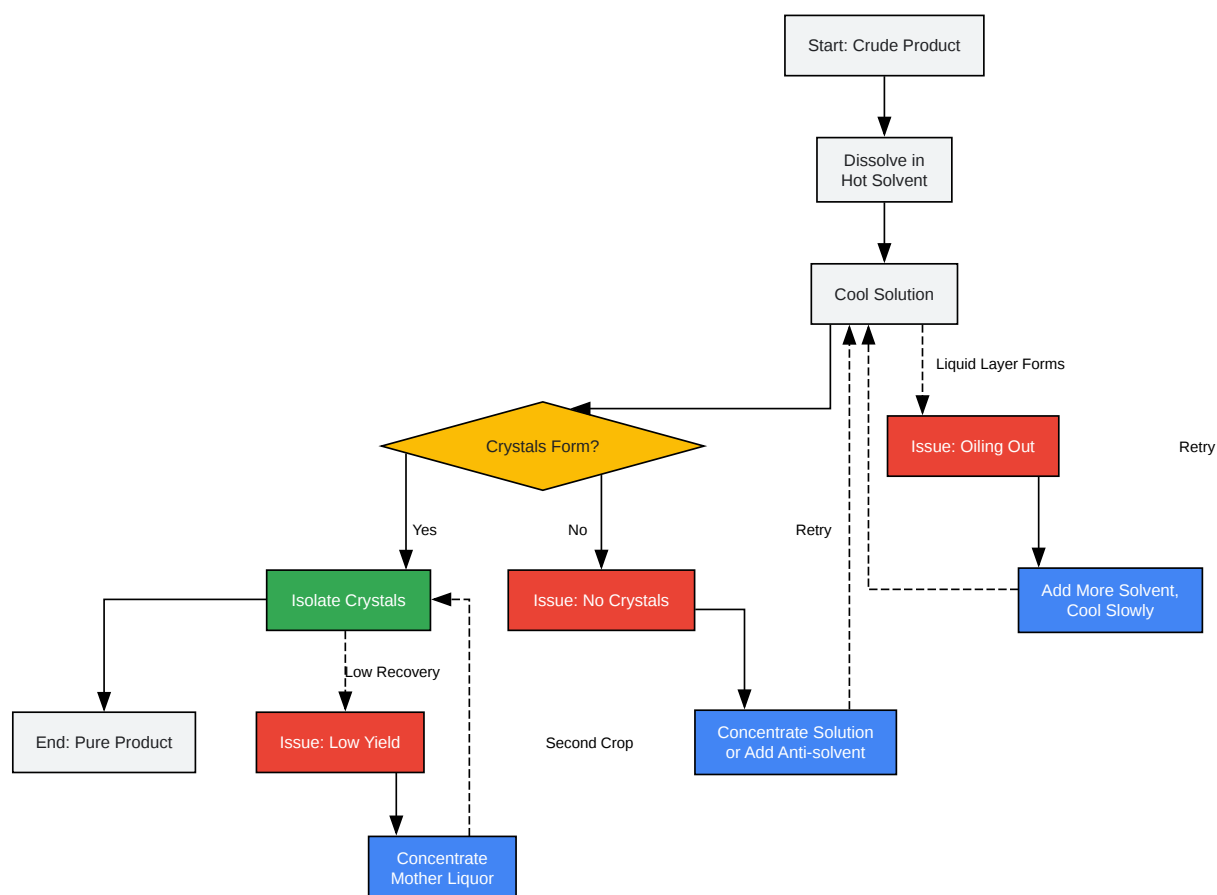 Start: Crude Product
Dissolve in
Hot Solvent
Cool Solution
Liquid Layer Forms
Crystals Form?
Issue: Oiling Out
Retry
Yes
No
Retry
Isolate Crystals
Issue: No Crystals
Add More Solvent,
Cool Slowly
Low Recovery
End: Pure Product
Issue: Low Yield
Second Crop
Concentrate Solution
or Add Anti-solvent
Concentrate
Mother Liquor